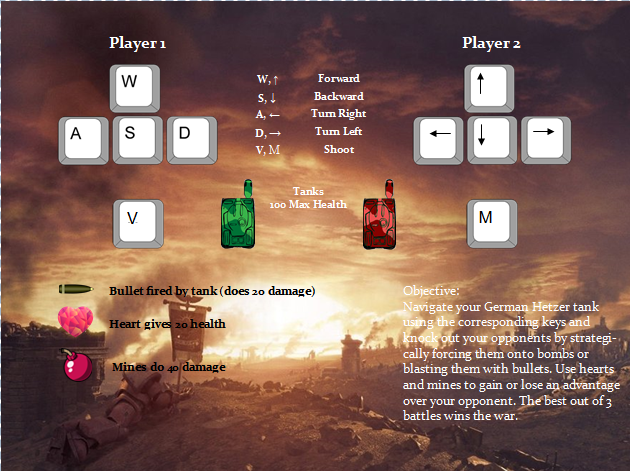 Player 1
Player 2
W
A
S
D
V
W, ↑ Forward
S, ↓ Backward
A, ← Turn Right
D, → Turn Left
V, M Shoot
↑
←
↓
→
M
Tanks
100 Max Health
Bullet fired by tank (does 20 damage)
Heart gives 20 health
Mines do 40 damage
Objective:
Navigate your German Hetzer tank
using the corresponding keys and
knock out your opponents by strategi-
cally forcing them onto bombs or
blasting them with bullets. Use hearts
and mines to gain or lose an advantage
over your opponent. The best out of 3
battles wins the war.